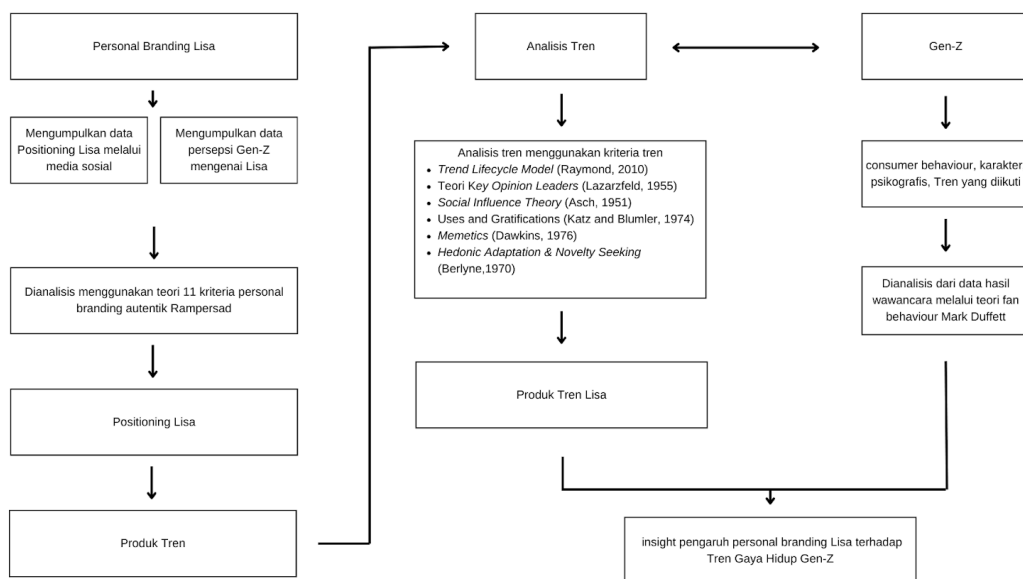 Personal Branding Lisa
Mengumpulkan data
Positioning Lisa melalui
media sosial
Mengumpulkan data
persepsi Gen-Z
mengenai Lisa
Dianalisis menggunakan teori 11 kriteria personal
branding autentik Rampersad
Positioning Lisa
Produk Tren
Analisis Tren
Analisis tren menggunakan kriteria tren
• Trend Lifecycle Model (Raymond, 2010)
• Teori Key Opinion Leaders (Lazarzfeld, 1955)
• Social Influence Theory (Asch, 1951)
• Uses and Gratifications (Katz and Blumler, 1974)
• Memetics (Dawkins, 1976)
• Hedonic Adaptation & Novelty Seeking
(Berlyne,1970)
Produk Tren Lisa
Gen-Z
consumer behaviour, karakter
psikografis, Tren yang diikuti
Dianalisis dari data hasil
wawancara melalui teori fan
behaviour Mark Duffett
insight pengaruh personal branding Lisa terhadap
Tren Gaya Hidup Gen-Z